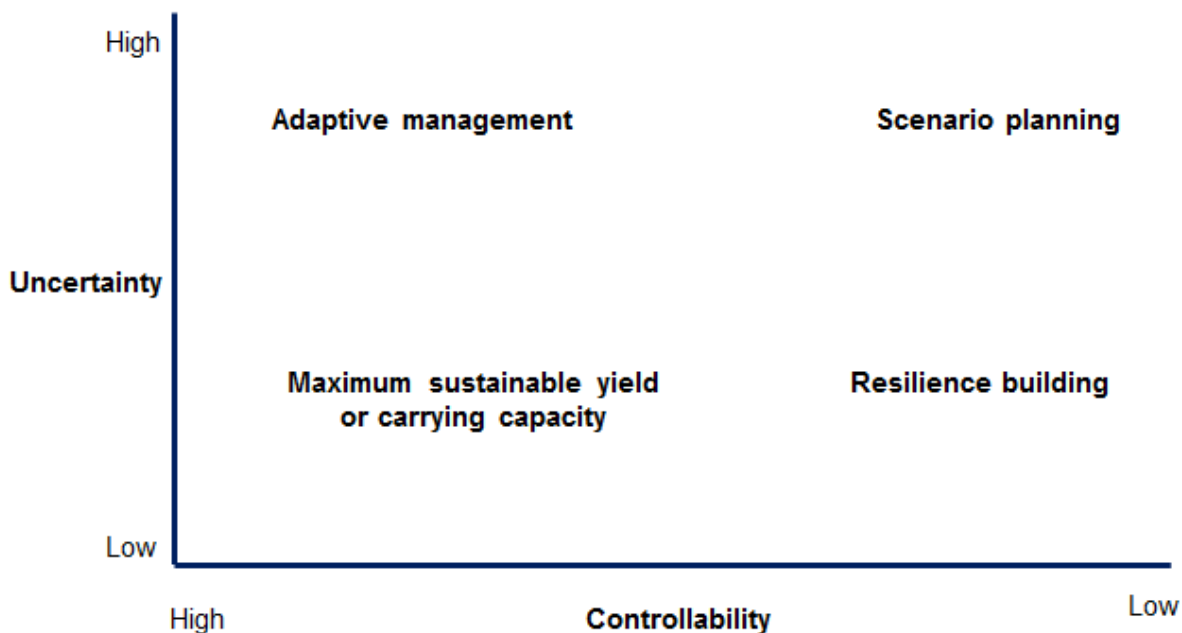 High
Adaptive management
Scenario planning
Uncertainty
Maximum sustainable yield
or carrying capacity
Resilience building
Low
High
Controllability
Low